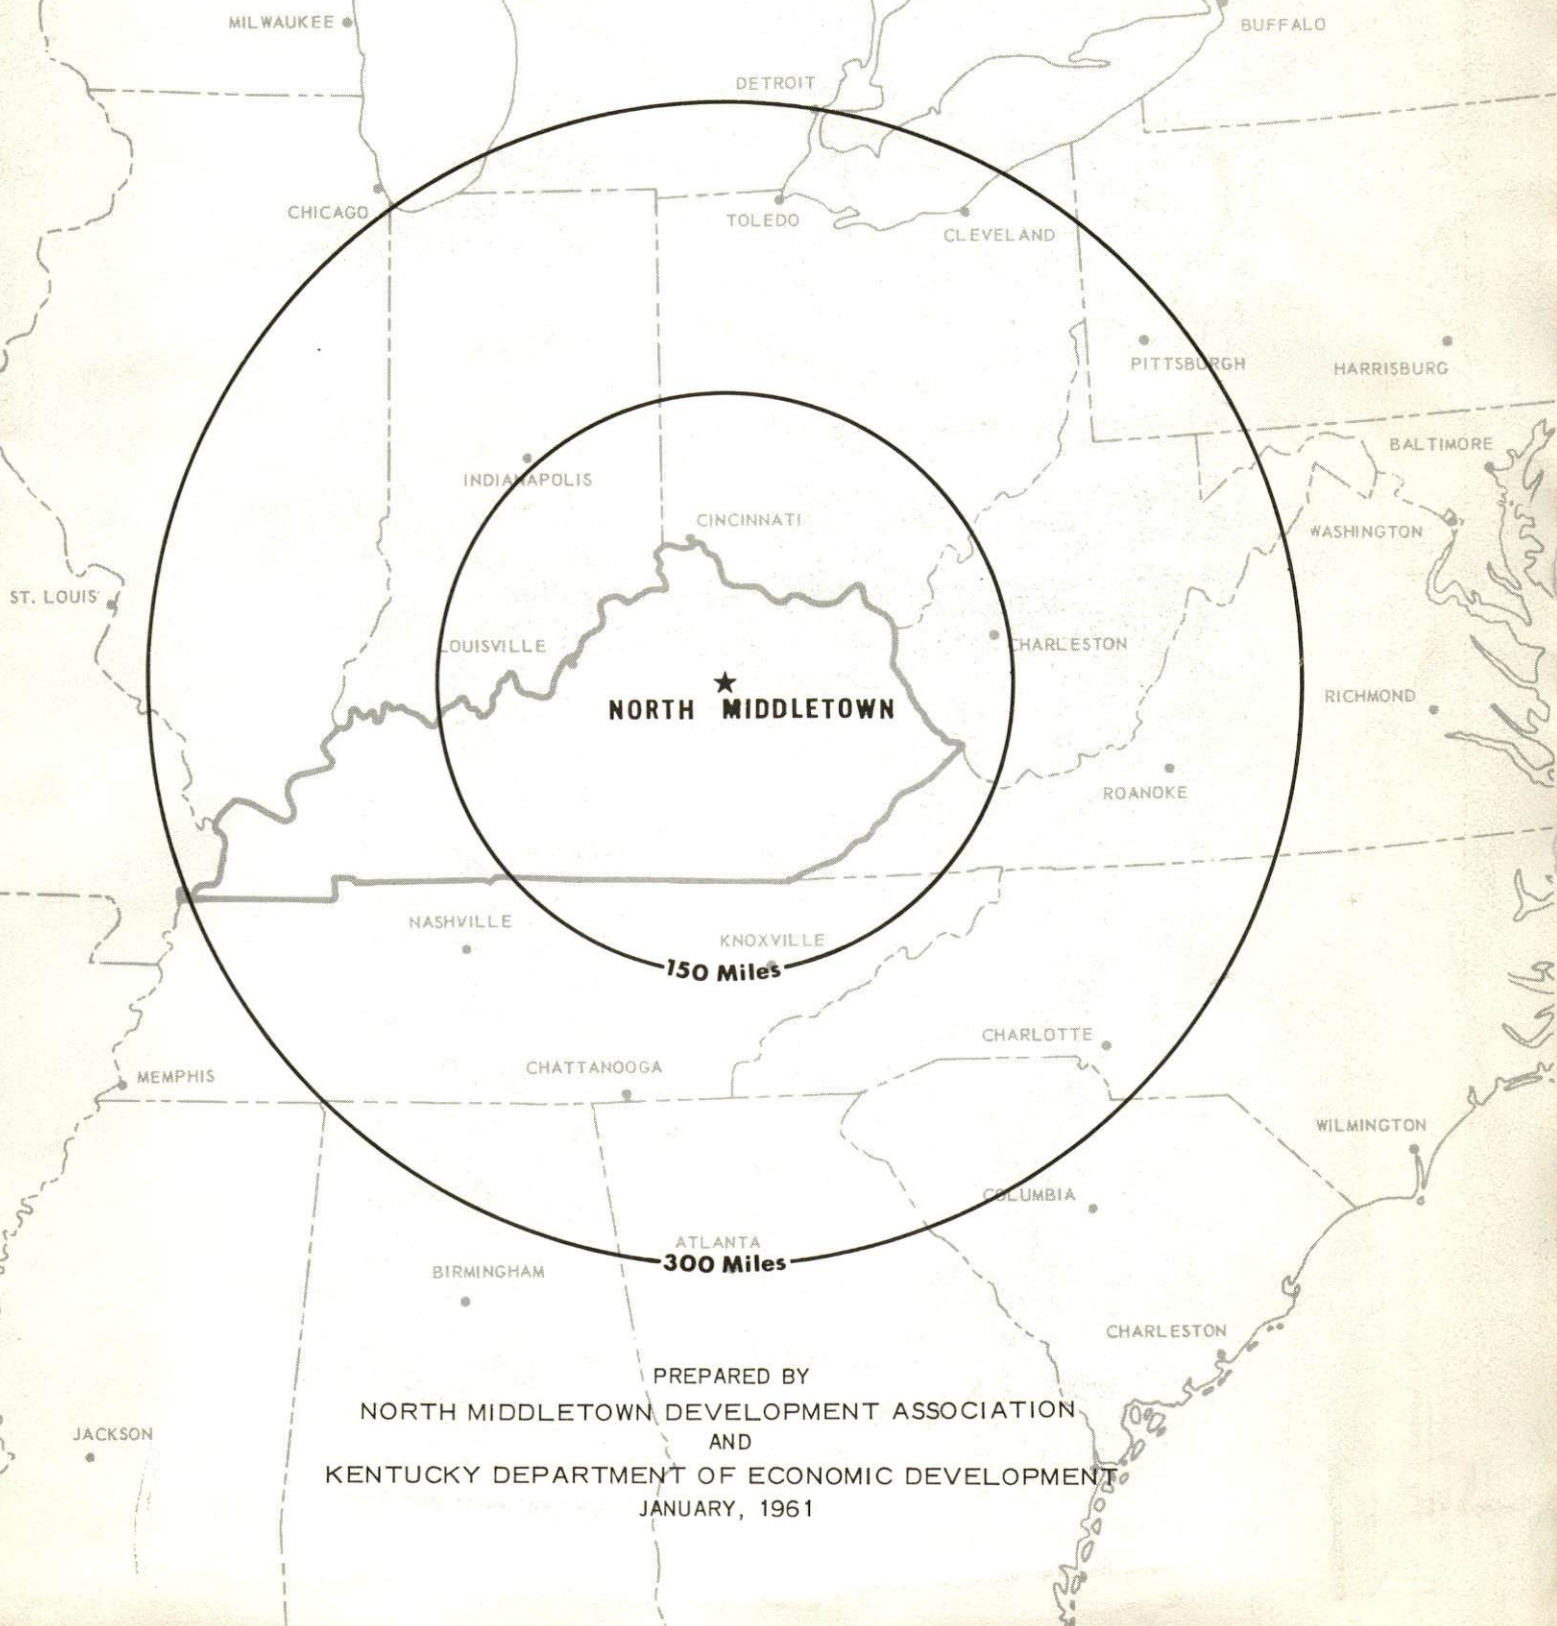 MILWAUKEE
BUFFALO
DETROIT
CHICAGO
TOLEDO
CLEVELAND
PITTSBURGH
HARRISBURG
BALTIMORE
INDIANAPOLIS
CINCINNATI
WASHINGTON
ST. LOUIS
LOUISVILLE
CHARLESTON
RICHMOND
NORTH MIDDLETOWN
ROANOKE
NASHVILLE
KNOXVILLE
150 Miles
CHARLOTTE
CHATTANOOGA
MEMPHIS
WILMINGTON
COLUMBIA
ATLANTA
300 Miles
BIRMINGHAM
CHARLESTON
PREPARED BY
NORTH MIDDLETOWN DEVELOPMENT ASSOCIATION
JACKSON
AND
KENTUCKY DEPARTMENT OF ECONOMIC DEVELOPMENT
JANUARY, 1961